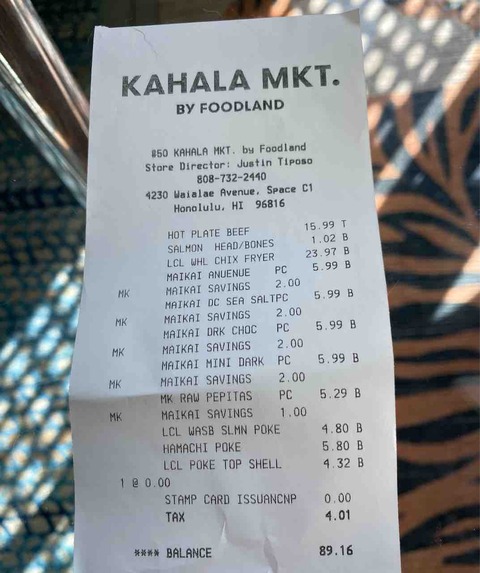 KAHALA MKT.
BY FOODLAND
#50 KAHALA MKT. by Foodland
Store Director: Justin Tiposo
808-732-2440
4230 Waialae Avenue, Space C1
Honolulu, HI 96816
HOT PLATE BEEF 15.99 T
SALMON HEAD/BONES 1.02 B
LCL WHL CHIX FRYER 23.97 B
MAIKAI ANUENUE PC 5.99 B
MK MAIKAI SAVINGS 2.00
MAIKAI DC SEA SALTPC 5.99 B
MK MAIKAI SAVINGS 2.00
MAIKAI DRK CHOC PC 5.99 B
MK MAIKAI SAVINGS 2.00
MAIKAI MINI DARK PC 5.99 B
MK MAIKAI SAVINGS 2.00
MK RAW PEPITAS PC 5.29 B
MK MAIKAI SAVINGS 1.00
LCL WASB SLMN POKE 4.80 B
HAMACHI POKE 5.80 B
LCL POKE TOP SHELL 4.32 B
1 @ 0.00
STAMP CARD ISSUANCNP 0.00
TAX 4.01
**** BALANCE 89.16